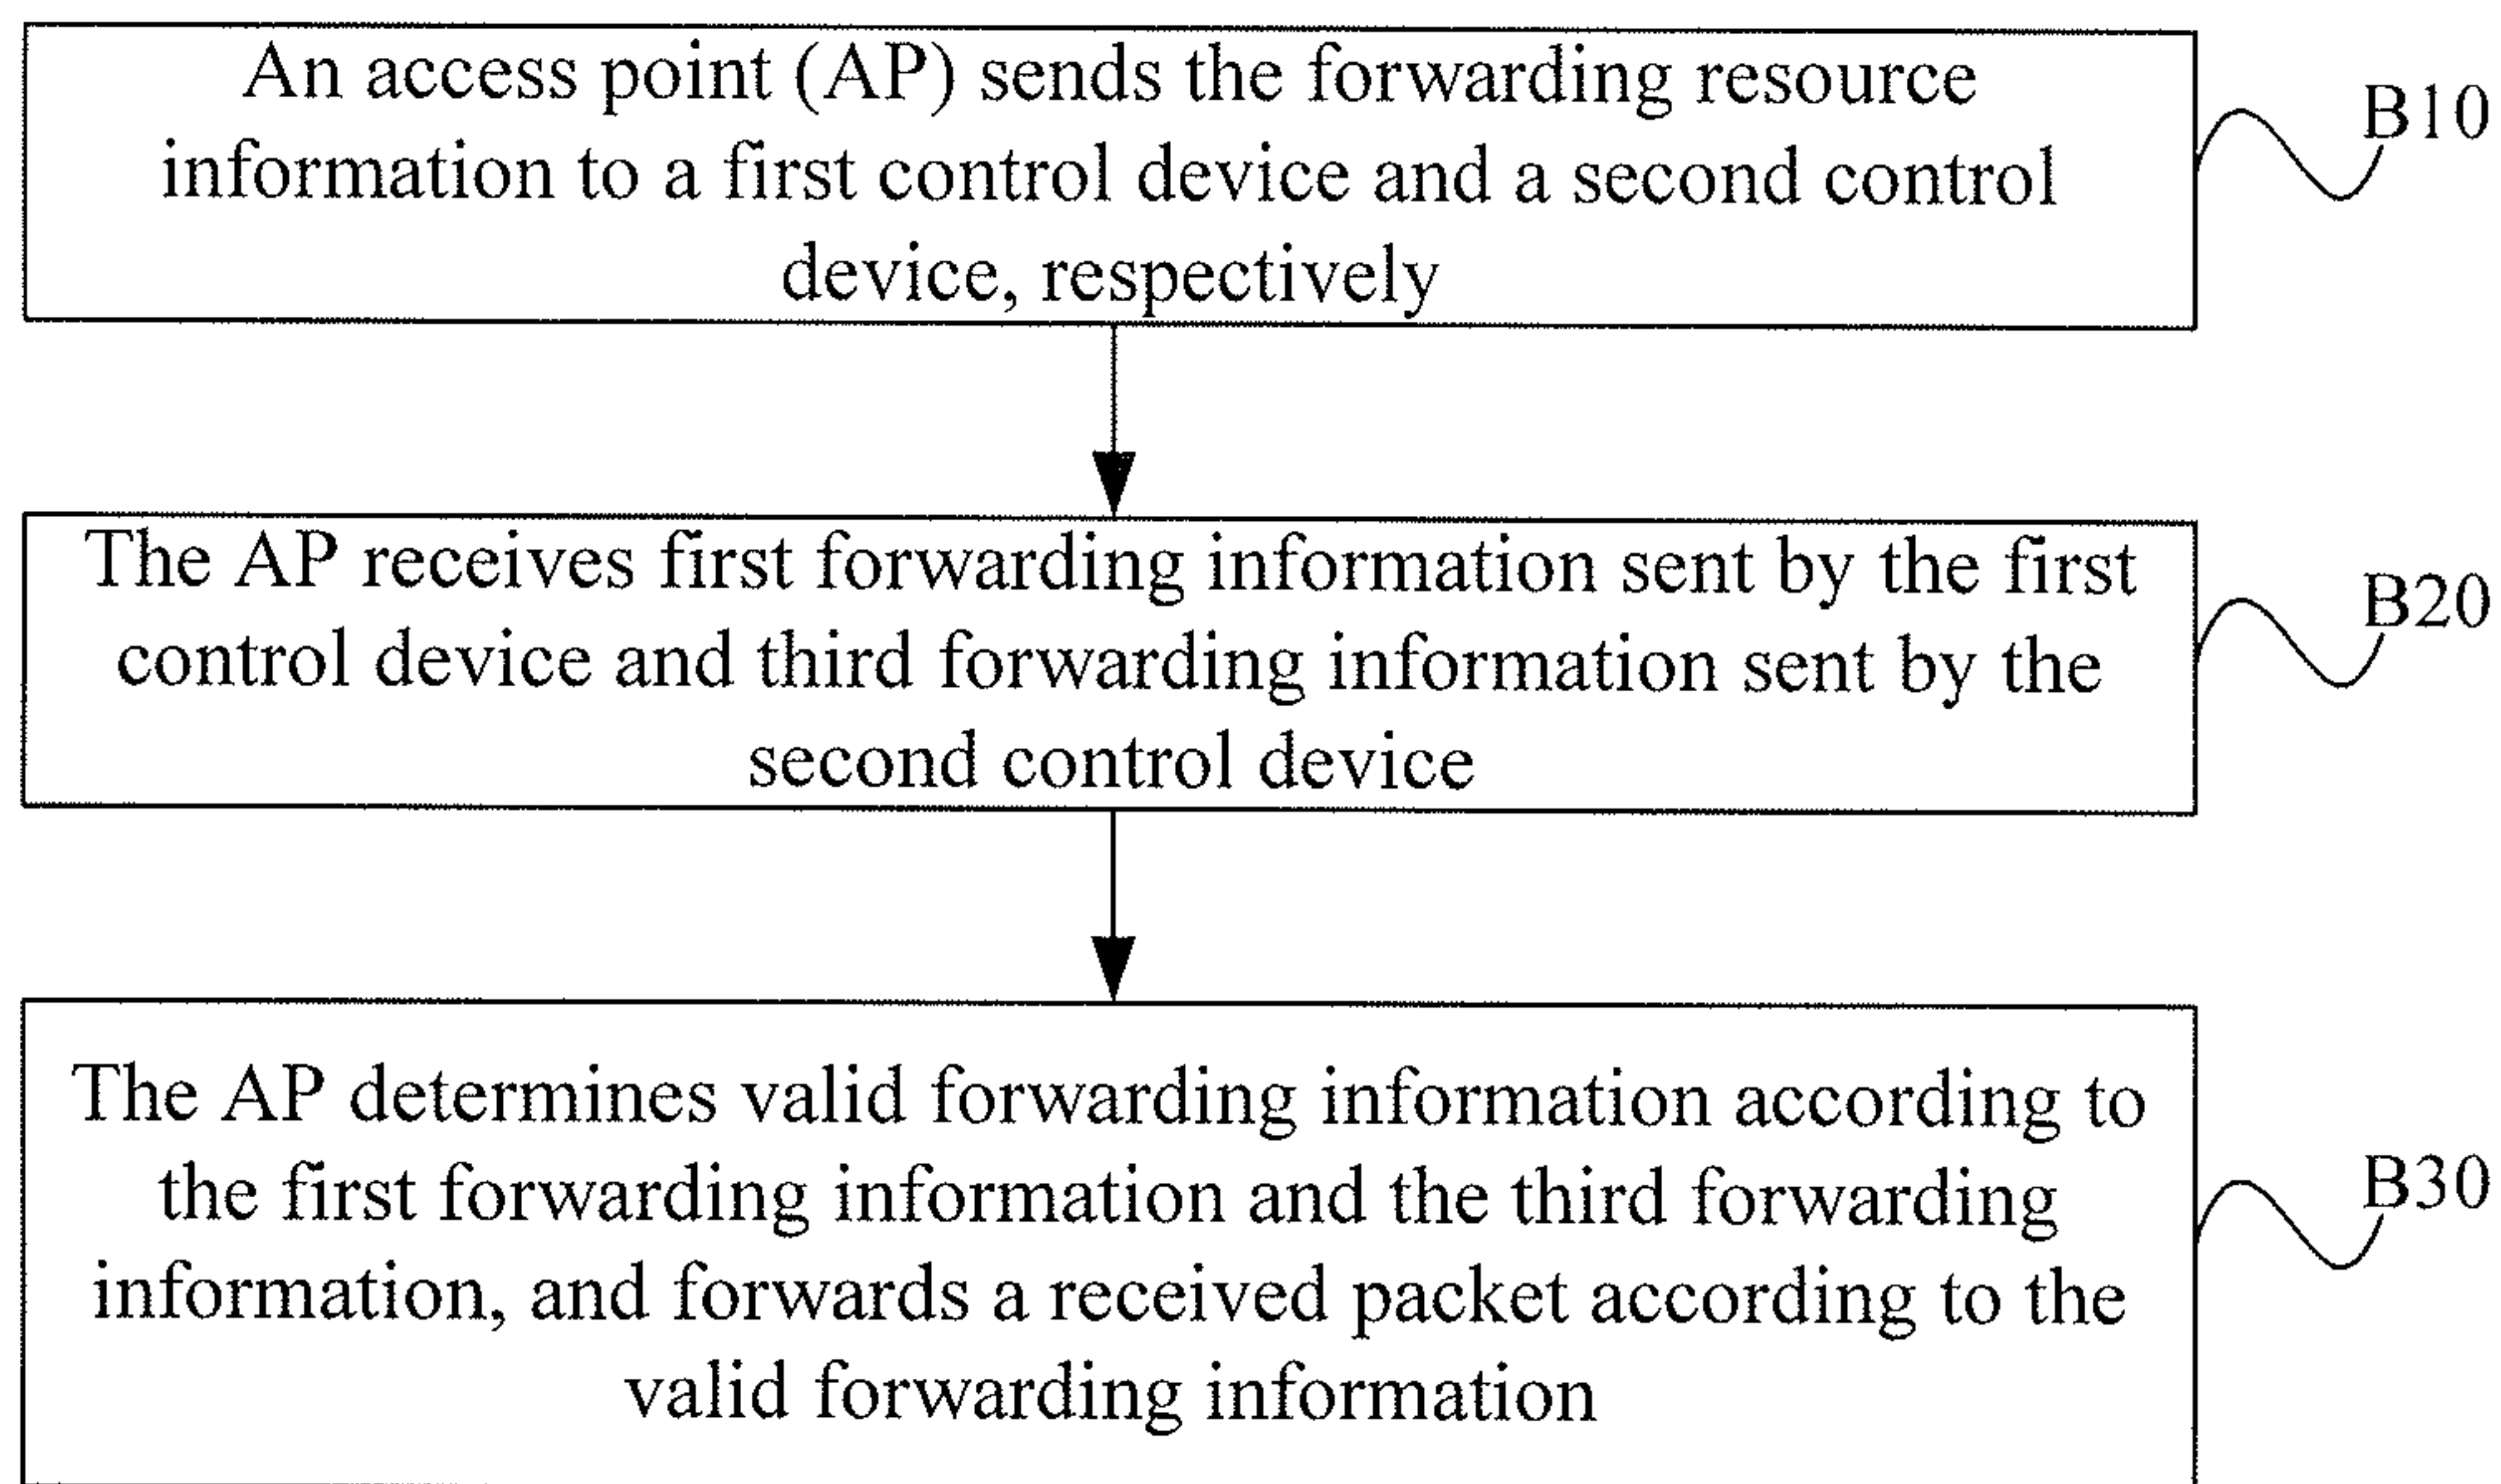 An access point (AP) sends the forwarding resource
information to a first control device and a second control
device, respectively
B10
The AP receives first forwarding information sent by the first
control device and third forwarding information sent by the
second control device
B20
The AP determines valid forwarding information according to
the first forwarding information and the third forwarding
information, and forwards a received packet according to the
valid forwarding information
B30